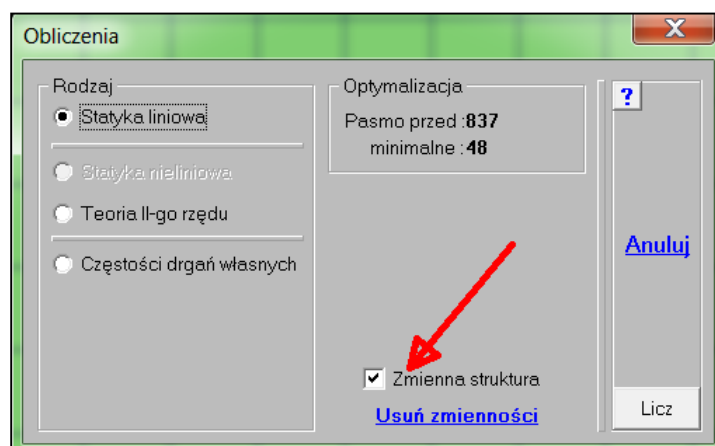 Obliczenia
X
Rodzaj
Statyka liniowa
Statyka nieliniowa
Teoria II-go rzędu
Częstości drgań własnych
Optymalizacja
Pasmo przed :837
minimalne :48
Zmienna struktura
Usuń zmienności
?
Anuluj
Licz